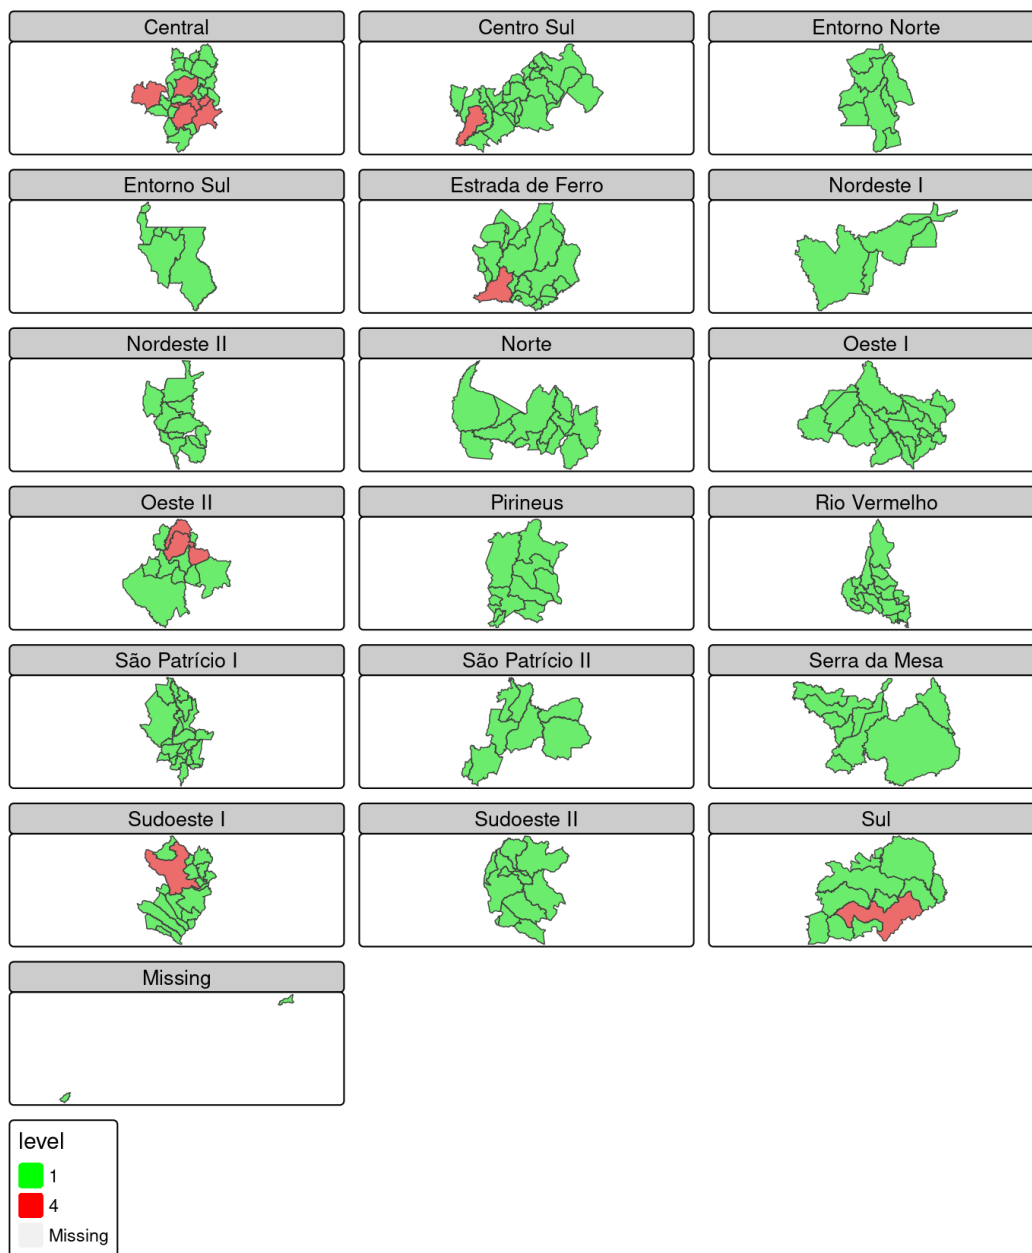 Central
Centro Sul
Entorno Norte
Entorno Sul
Estrada de Ferro
Nordeste I
Nordeste II
Norte
Oeste I
Oeste II
Pirineus
Rio Vermelho
São Patrício I
São Patrício II
Serra da Mesa
Sudoeste I
Sudoeste II
Sul
Missing
level
1
4
Missing